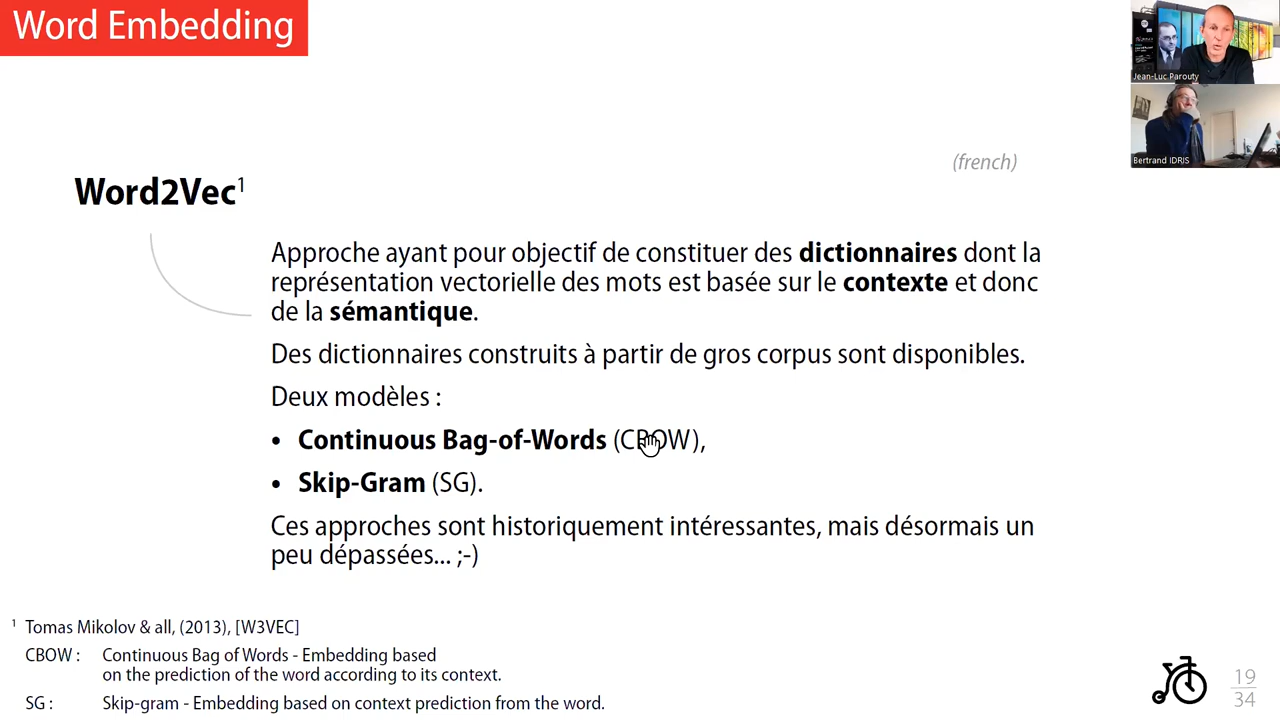 Word Embedding
Jean-Luc Parouty
Bertrand IDRIS
(french)
Word2Vec1
Approche ayant pour objectif de constituer des dictionnaires dont la
représentation vectorielle des mots est basée sur le contexte et donc
de la sémantique.
Des dictionnaires construits à partir de gros corpus sont disponibles.
Deux modèles :
• Continuous Bag-of-Words (CBOW),
• Skip-Gram (SG).
Ces approches sont historiquement intéressantes, mais désormais un
peu dépassées... ;-)
1 Tomas Mikolov & all, (2013), [W3VEC]
CBOW : Continuous Bag of Words - Embedding based
on the prediction of the word according to its context.
SG : Skip-gram - Embedding based on context prediction from the word.
19
34